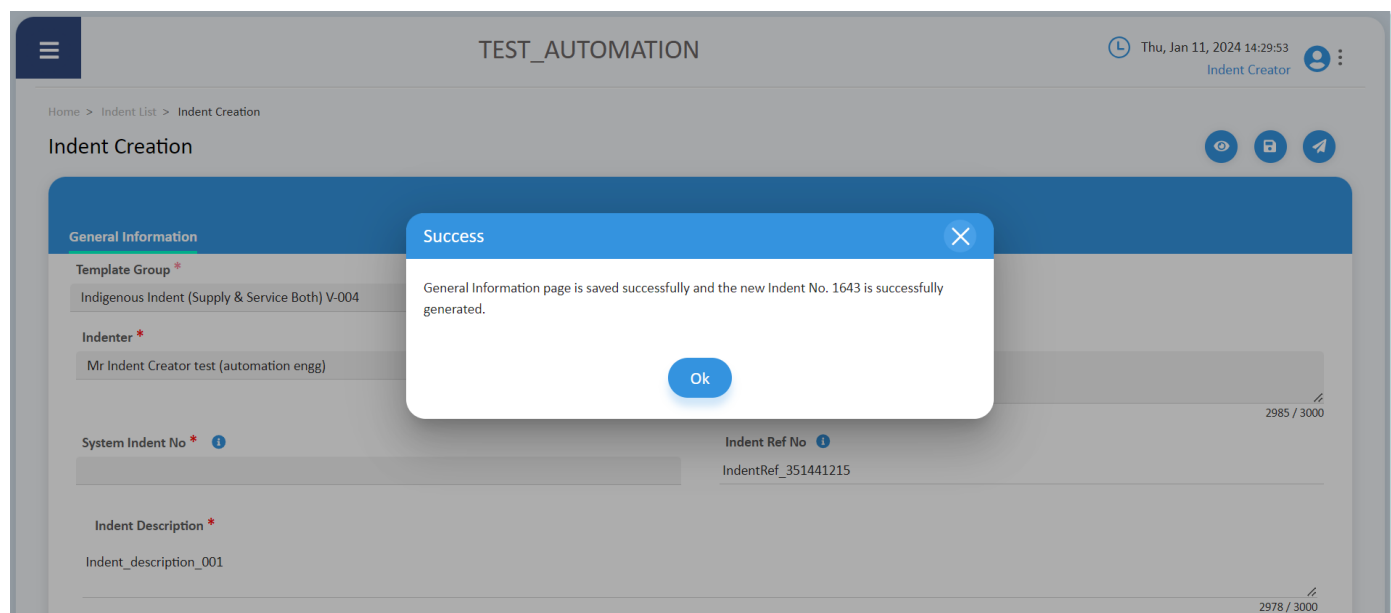 TEST_AUTOMATION
Thu, Jan 11, 2024 14:29:53
Indent Creator
Home > Indent List > Indent Creation
Indent Creation
General Information
Template Group *
Indigenous Indent (Supply & Service Both) V-004
Indenter *
Mr Indent Creator test (automation engg)
2985 / 3000
Success
General Information page is saved successfully and the new Indent No. 1643 is successfully
generated.
Ok
System Indent No *
Indent Ref No
IndentRef_351441215
Indent Description *
Indent_description_001
2978 / 3000